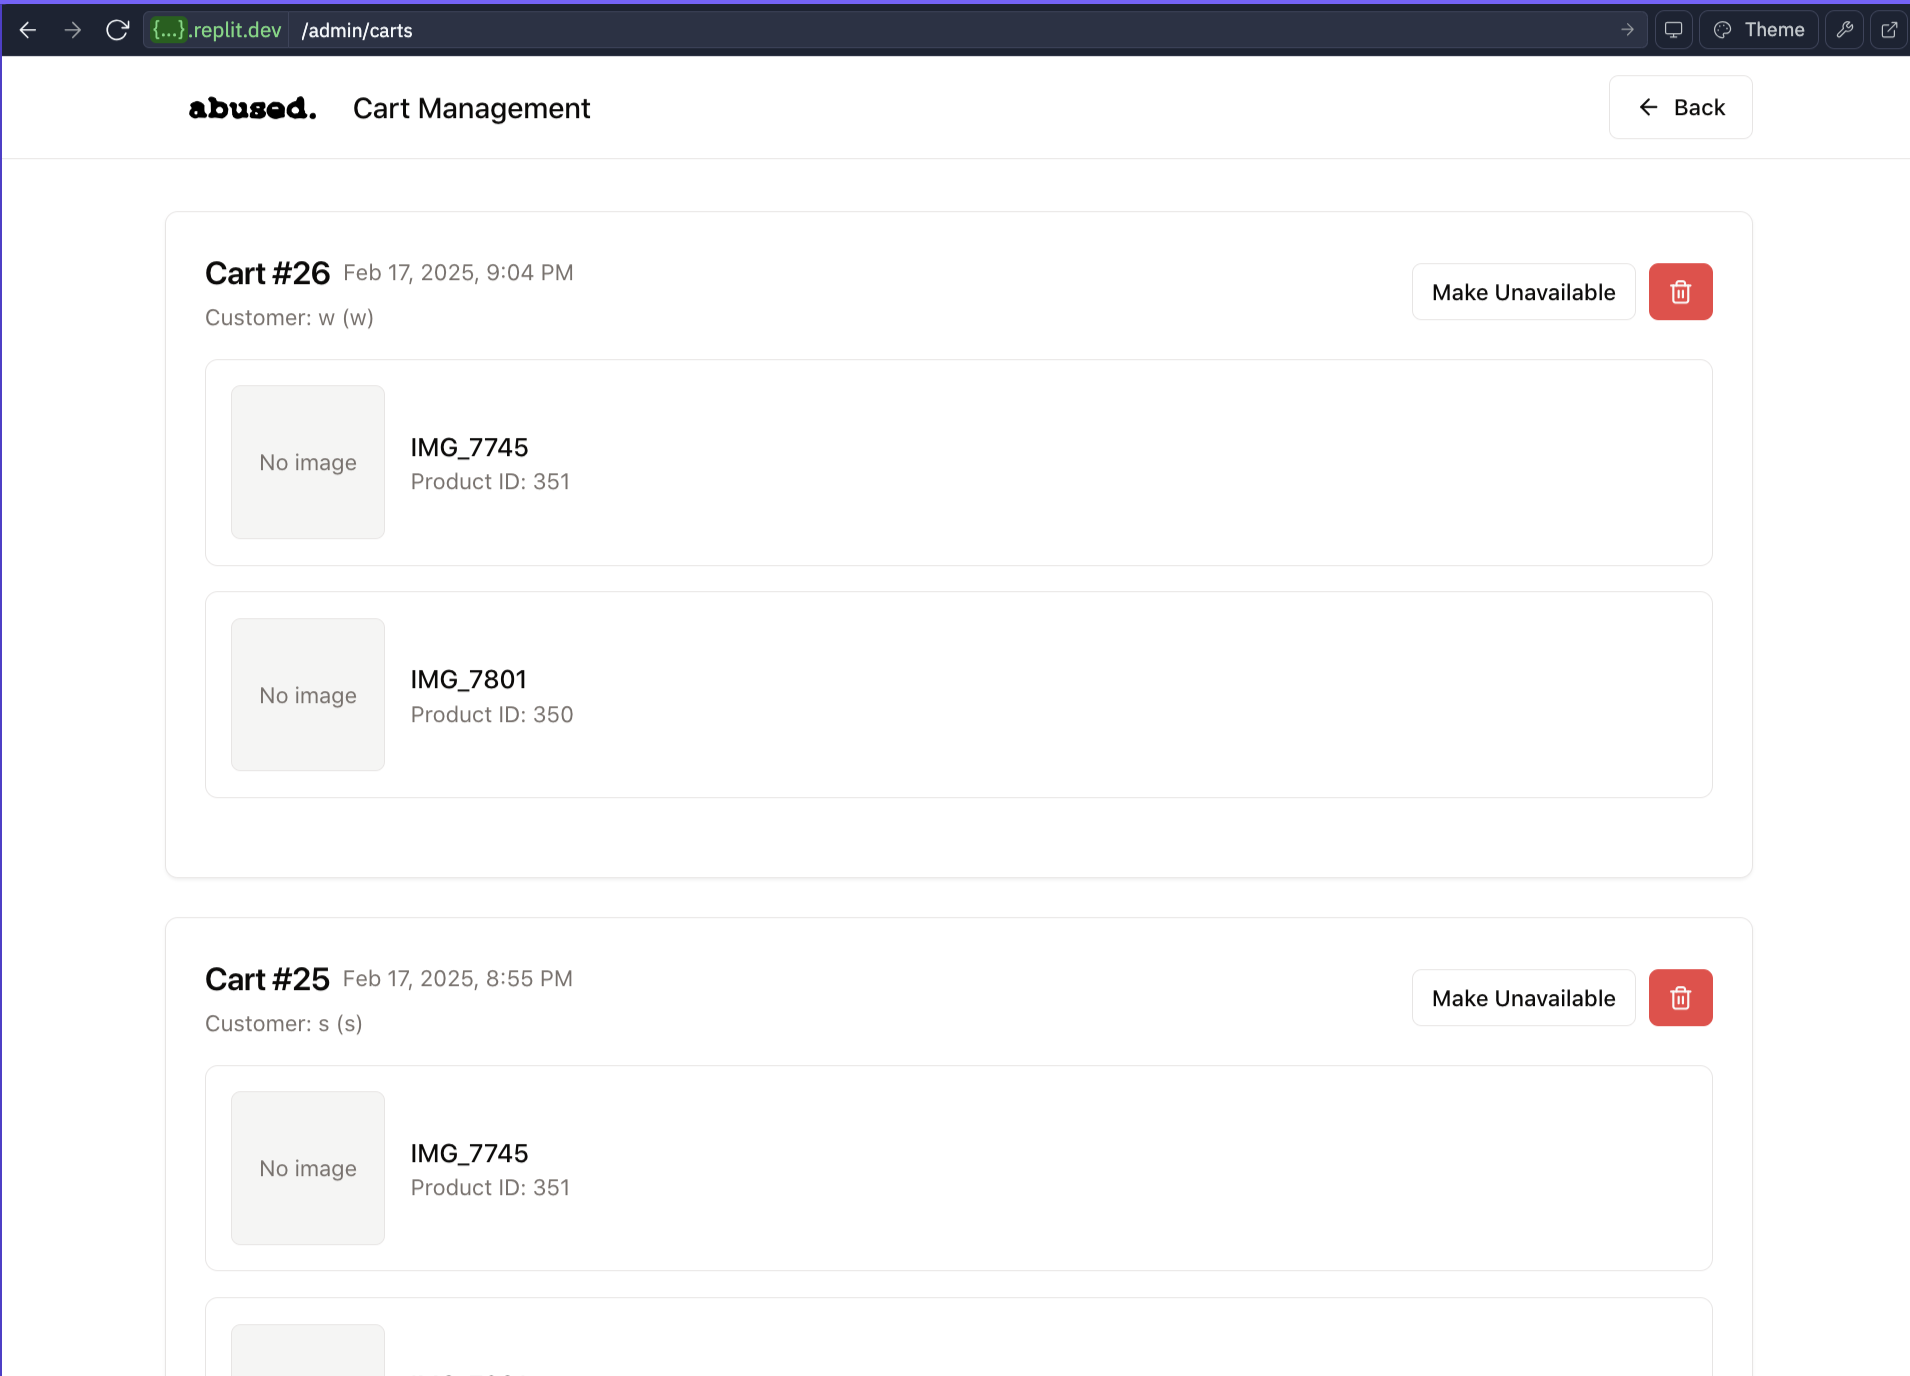 {...}.replit.dev /admin/carts
Theme
abused. Cart Management
Back
Cart #26 Feb 17, 2025, 9:04 PM
Customer: w (w)
Make Unavailable
No image
IMG_7745
Product ID: 351
No image
IMG_7801
Product ID: 350
Cart #25 Feb 17, 2025, 8:55 PM
Customer: s (s)
Make Unavailable
No image
IMG_7745
Product ID: 351